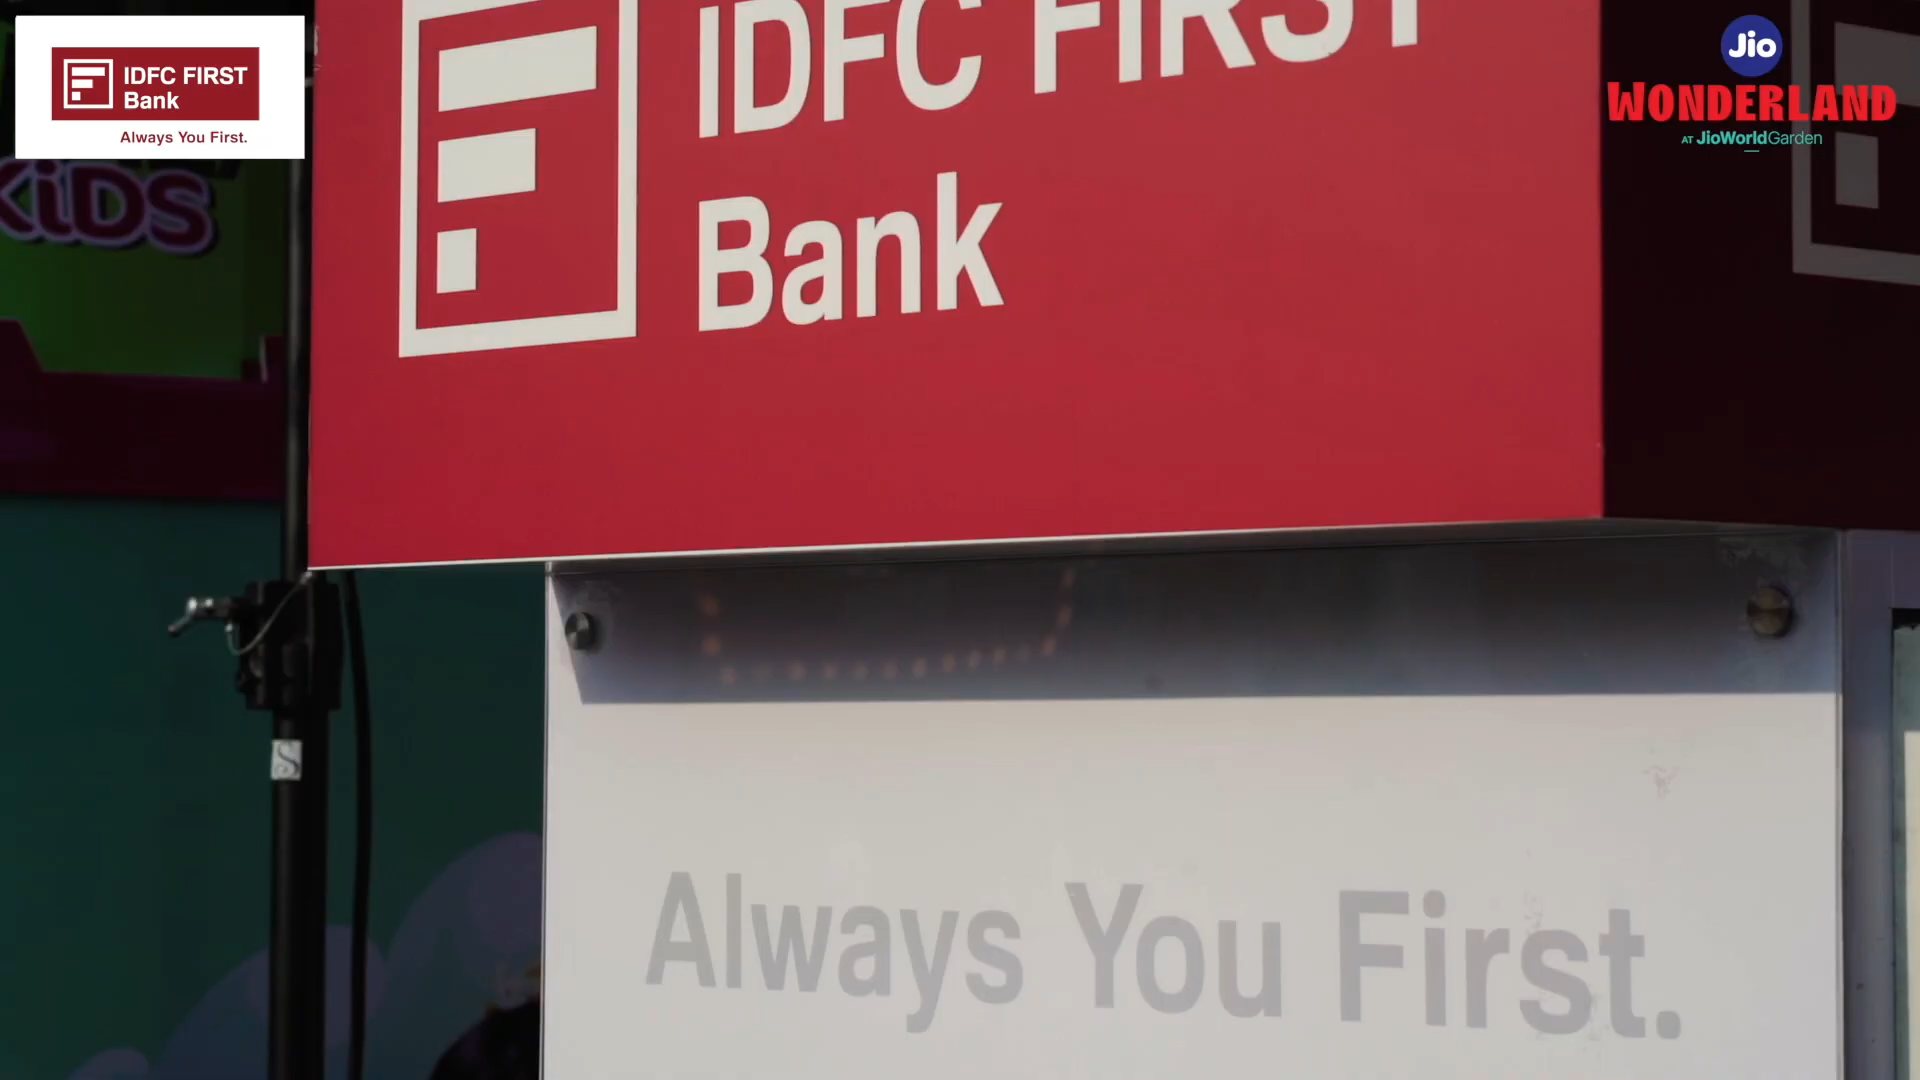 IDFC FIRST
Bank
Always You First.
Jio
WONDERLAND
AT JioWorldGarden
KiDS
IDFC FIRST
Bank
S
Always You First.